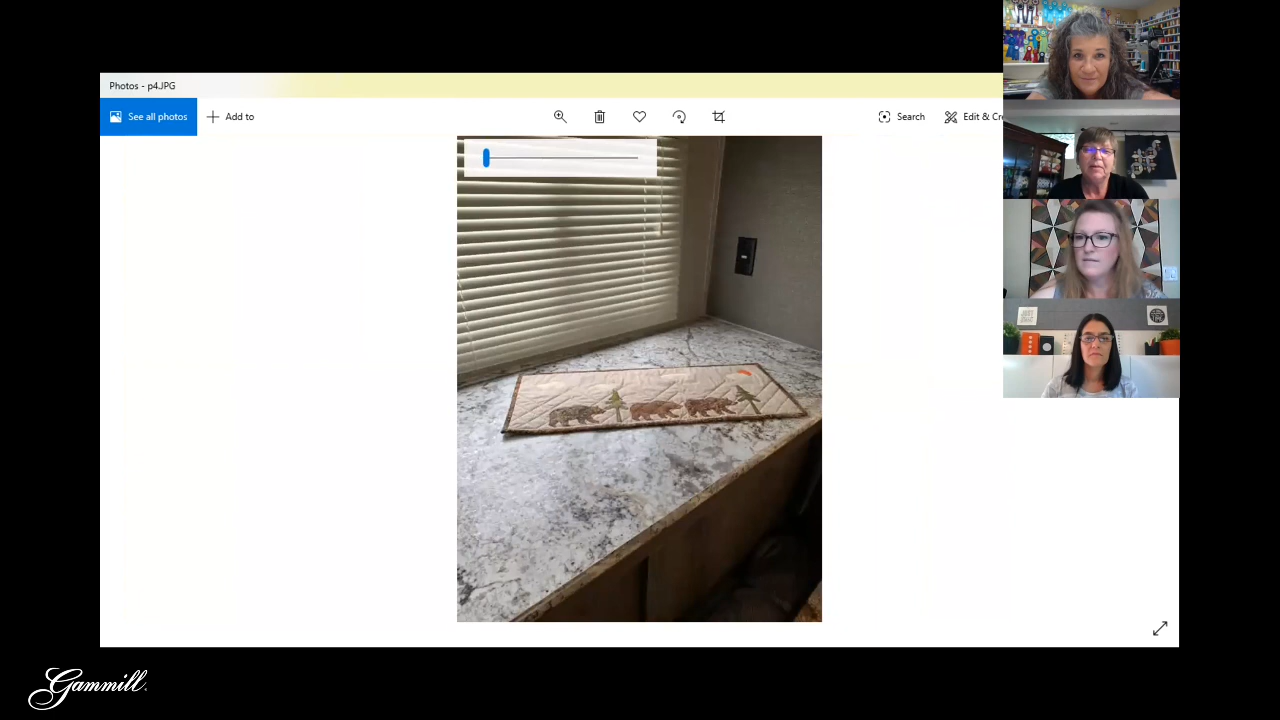 Photos - p4.JPG
See all photos
Add to
Search
Edit & Cr
Gammill